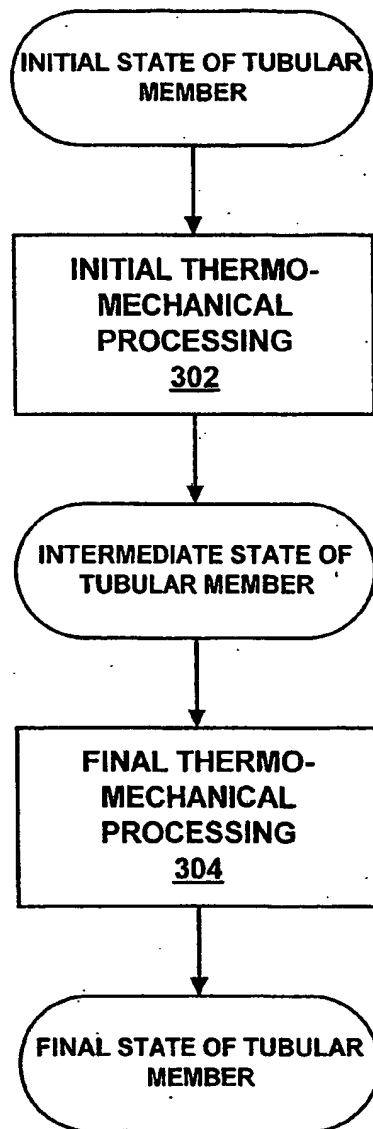 INITIAL STATE OF TUBULAR
MEMBER
INITIAL THERMO-
MECHANICAL
PROCESSING
302
INTERMEDIATE STATE OF
TUBULAR MEMBER
FINAL THERMO-
MECHANICAL
PROCESSING
304
FINAL STATE OF TUBULAR
MEMBER